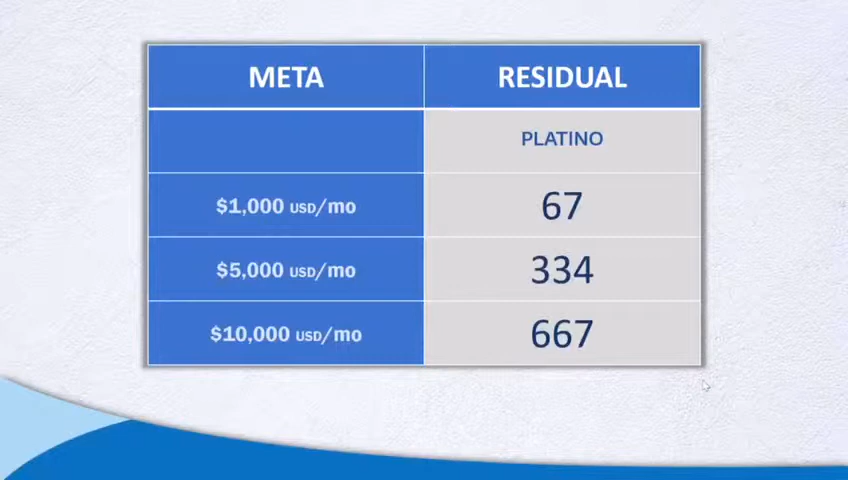 META RESIDUAL
PLATINO
$1,000 USD/mo 67
$5,000 USD/mo 334
$10,000 USD/mo 667